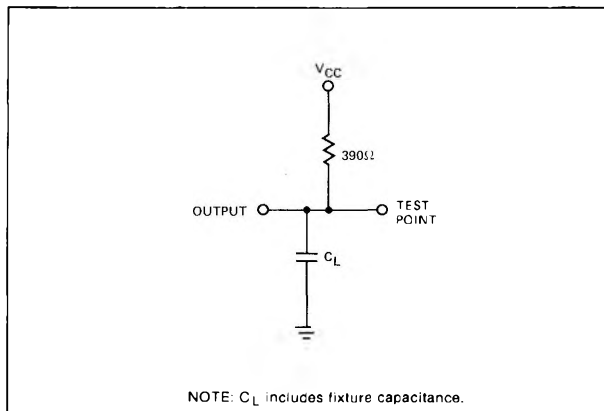 VCC
390Ω
OUTPUT
TEST
POINT
CL
NOTE: CL includes fixture capacitance.